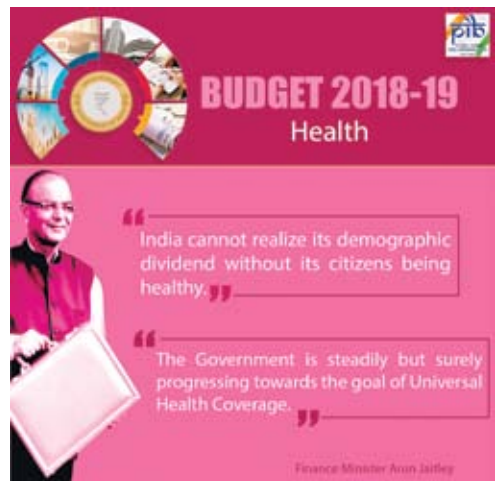 pib
BUDGET 2018-19
Health
“India cannot realize its demographic
dividend without its citizens being
healthy.”
“The Government is steadily but surely
progressing towards the goal of Universal
Health Coverage.”
Finance Minister Arun Jaitley